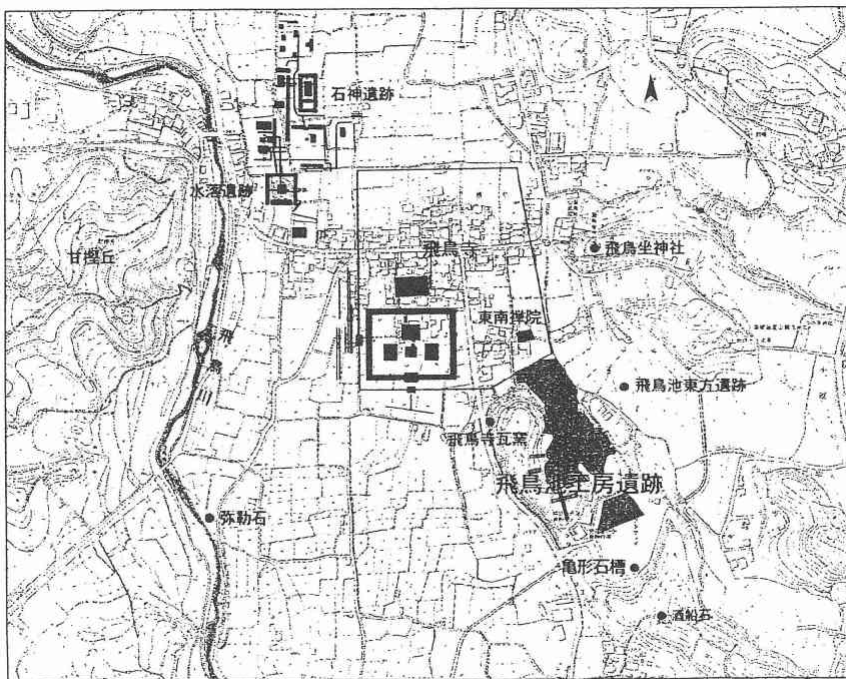 石神遺跡
水落遺跡
甘樫丘
飛鳥寺
飛鳥坐神社
東南禅院
飛鳥川
飛鳥池東方遺跡
飛鳥寺瓦窯
飛鳥池工房遺跡
弥勒石
亀形石槽
酒船石